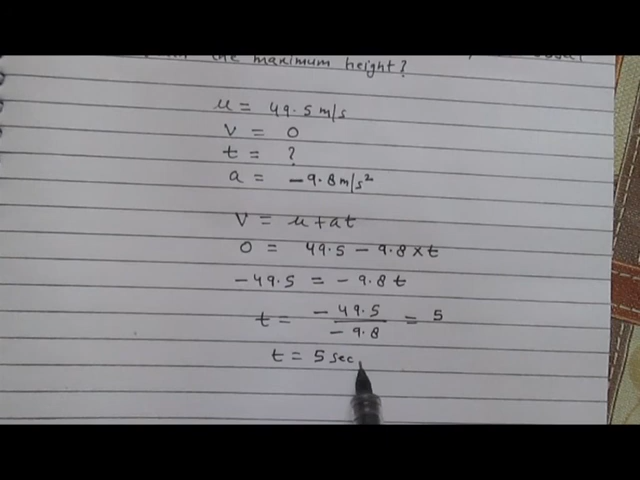 the maximum height?
u = 49.5 m/s
V = 0
t = ?
a = -9.8 m/s²
V = u + at
0 = 49.5 - 9.8 × t
-49.5 = -9.8 t
t = -49.5 / -9.8 = 5
t = 5 sec